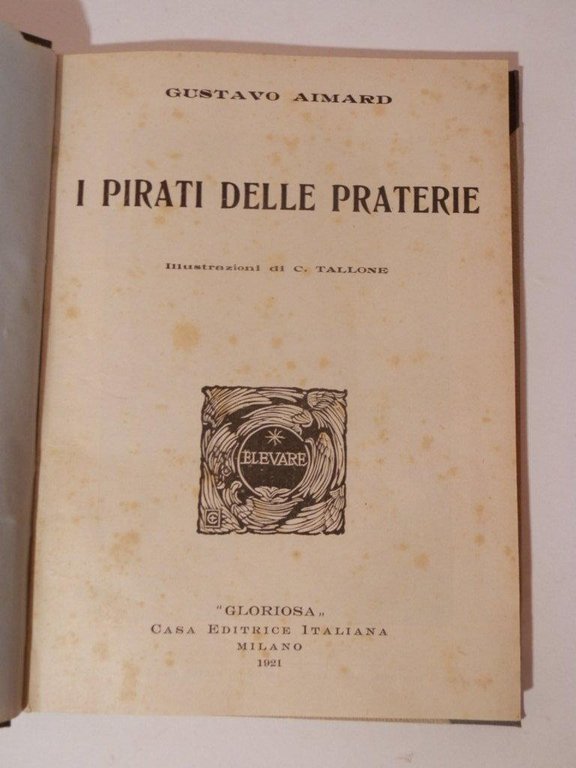 GUSTAVO AIMARD
I PIRATI DELLE PRATERIE
Illustrazioni di C. TALLONE
ELEVARE
"GLORIOSA„
CASA EDITRICE ITALIANA
MILANO
1921